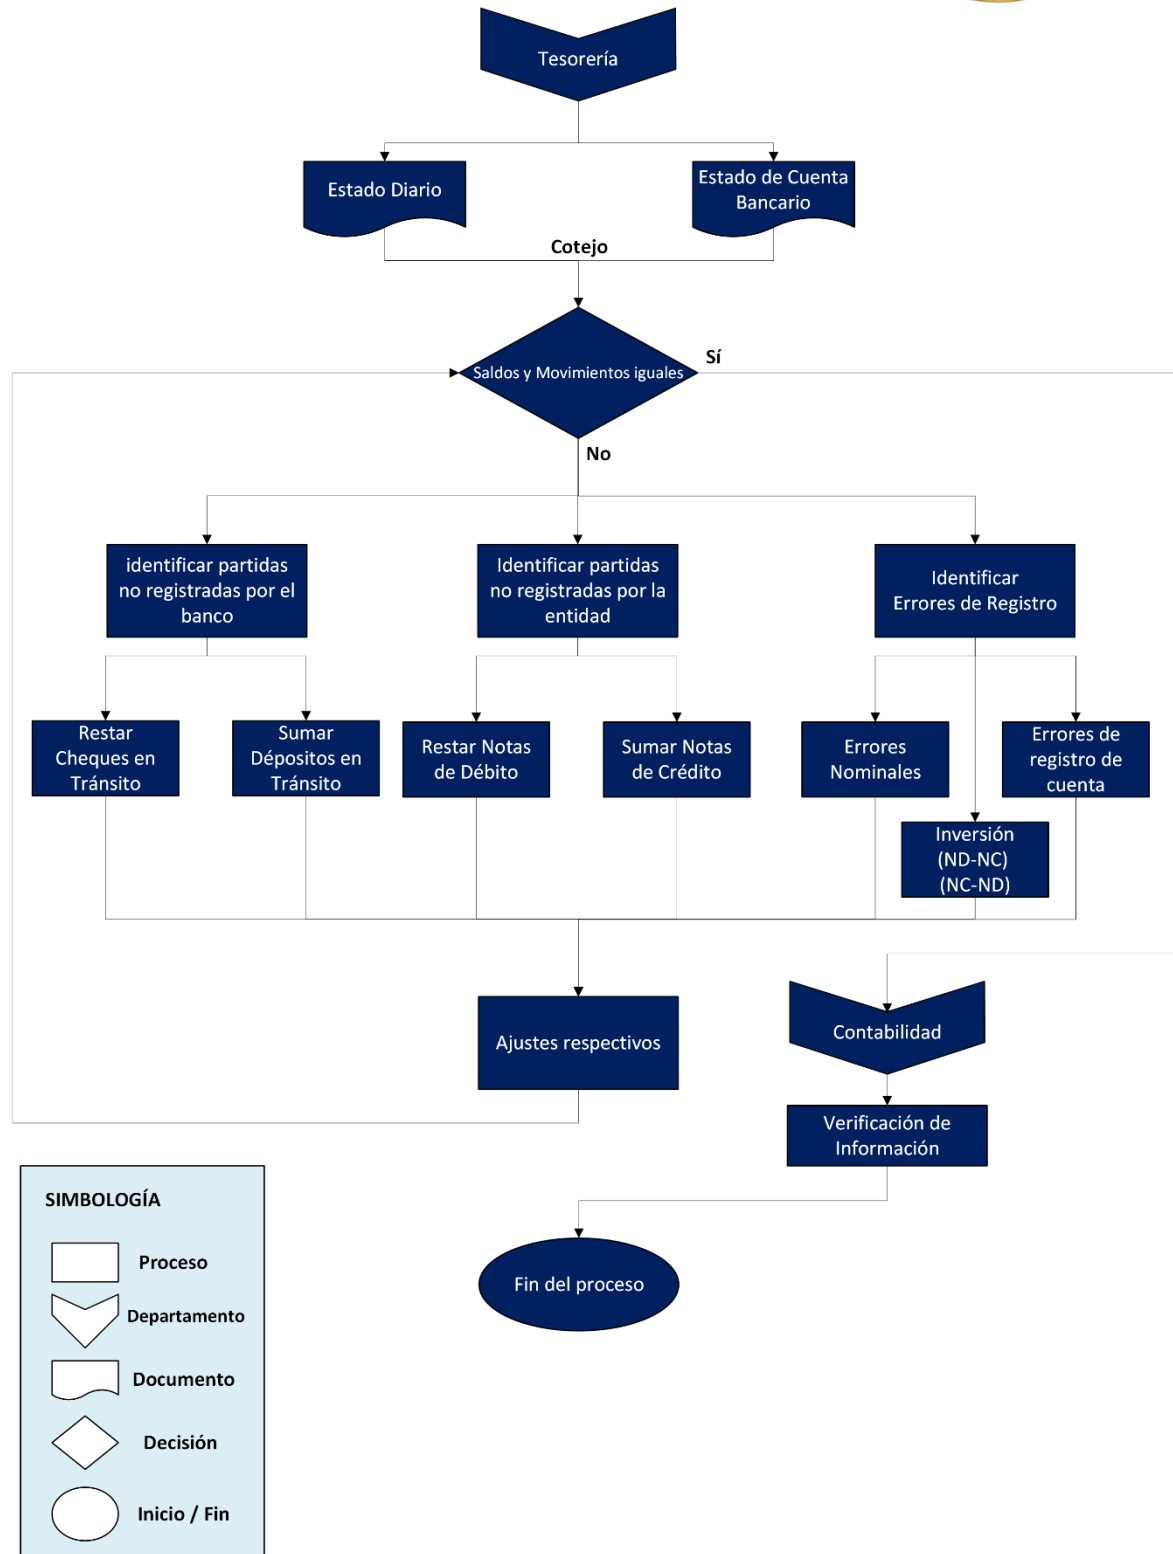 Tesorería
Estado Diario
Estado de Cuenta
Bancario
Cotejo
Saldos y Movimientos iguales
Sí
No
identificar partidas
no registradas por el
banco
Identificar partidas
no registradas por la
entidad
Identificar
Errores de Registro
Restar
Cheques en
Tránsito
Sumar
Dépositos en
Tránsito
Restar Notas
de Débito
Sumar Notas
de Crédito
Errores
Nominales
Errores de
registro de
cuenta
Inversión
(ND-NC)
(NC-ND)
Ajustes respectivos
Contabilidad
Verificación de
Información
Fin del proceso
SIMBOLOGÍA
Proceso
Departamento
Documento
Decisión
Inicio / Fin